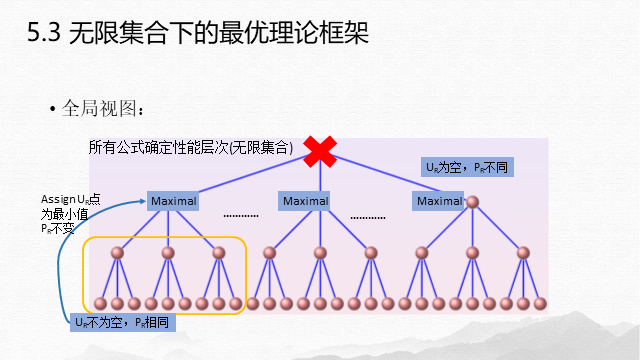 5.3 无限集合下的最优理论框架
• 全局视图：
所有公式确定性能层次(无限集合)
UR为空，PR不同
Assign UR点
为最小值
PR不变
Maximal
…………
Maximal
…………
Maximal
UR不为空，PR相同